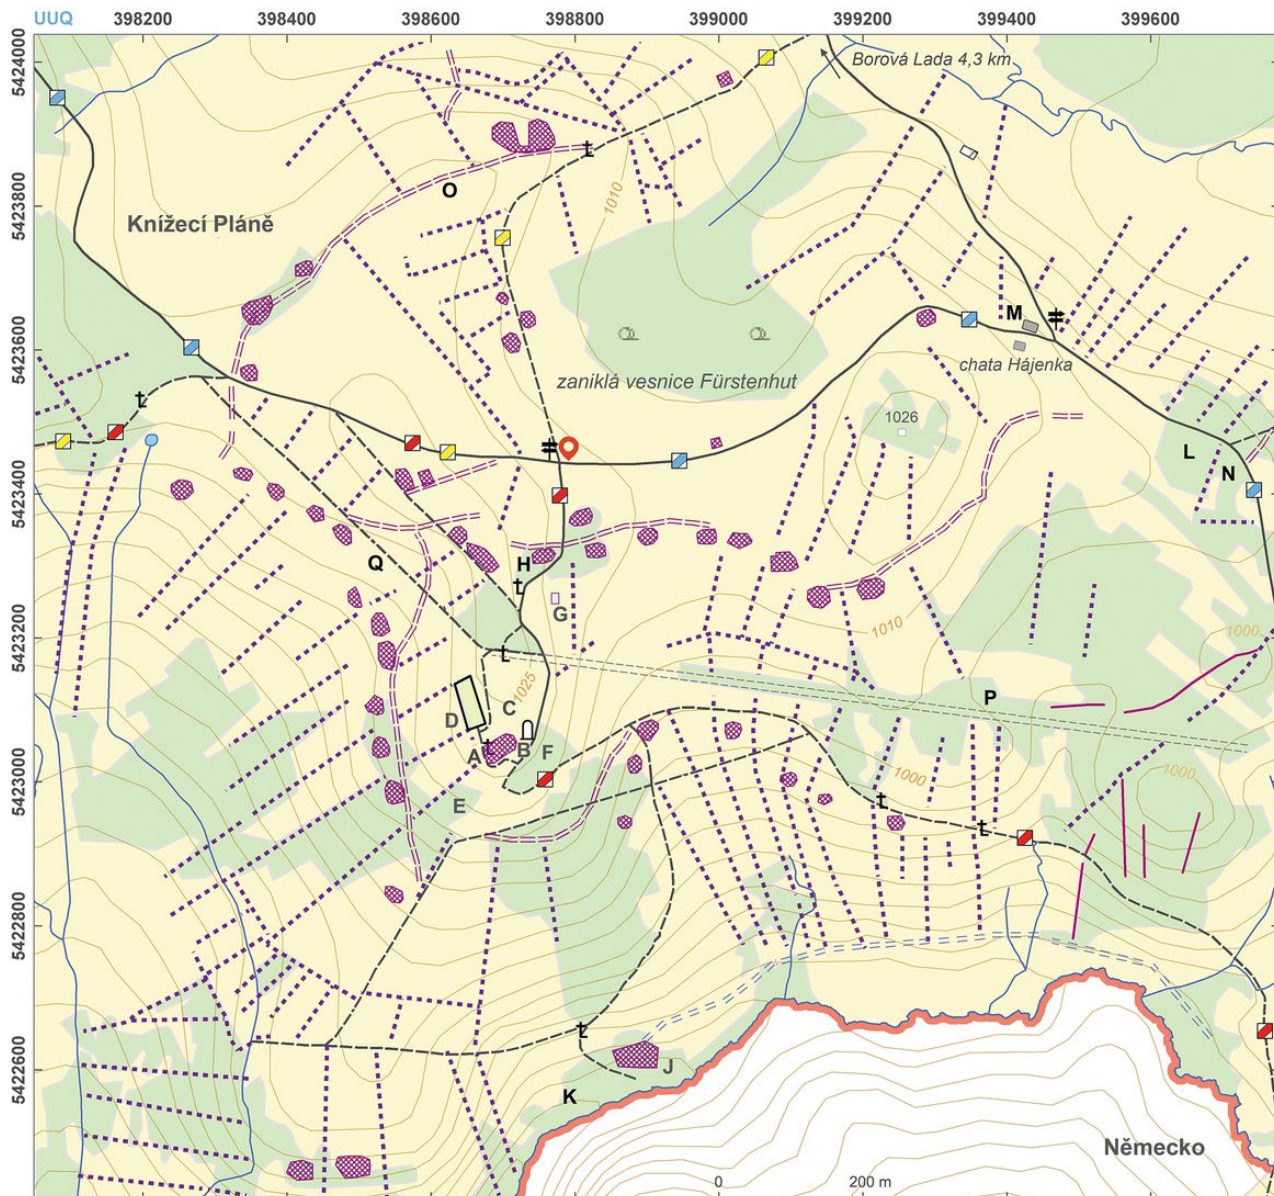 UUQ
398200 398400 398600 398800 399000 399200 399400 399600
5424000
Borová Lada 4,3 km
O
1010
5423800
Knížecí Pláně
M
5423600
chata Hájenka
zaniklá vesnice Fürstenhut
1026
L
N
5423400
H
Q
G
1010
5423200
1000
1025
P
C
D
B
A
F
1000
5423000
1000
E
5422800
J
5422600
K
Německo
0 200 m